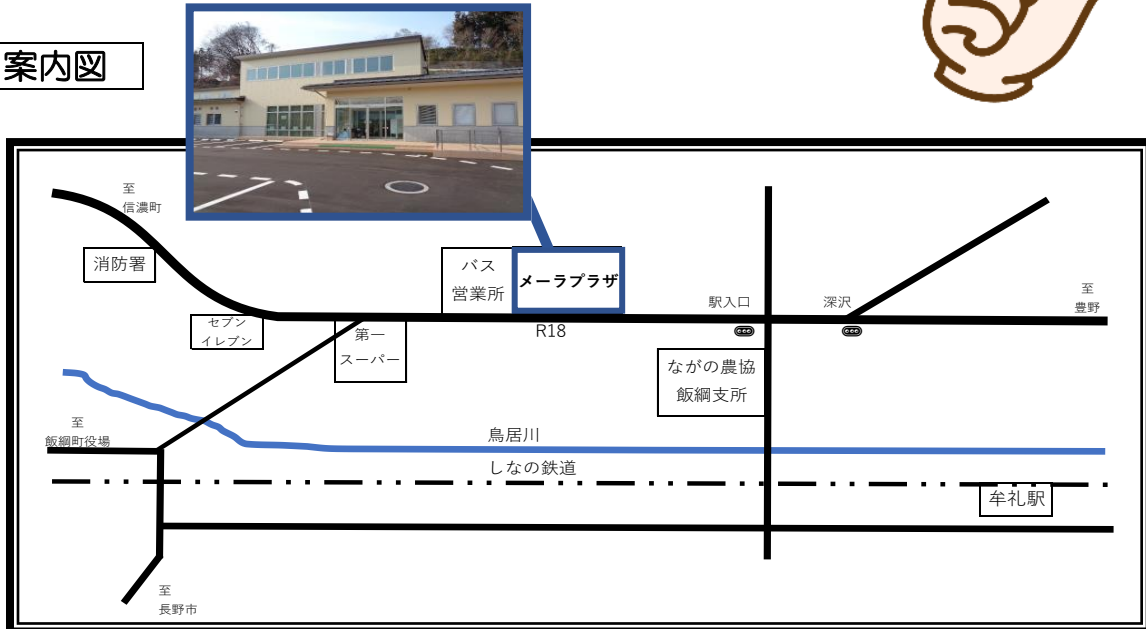 案内図
至
信濃町
消防署
バス
営業所
メーラプラザ
駅入口
深沢
至
豊野
セブン
イレブン
第一
スーパー
R18
ながの農協
飯綱支所
至
飯綱町役場
鳥居川
しなの鉄道
牟礼駅
至
長野市